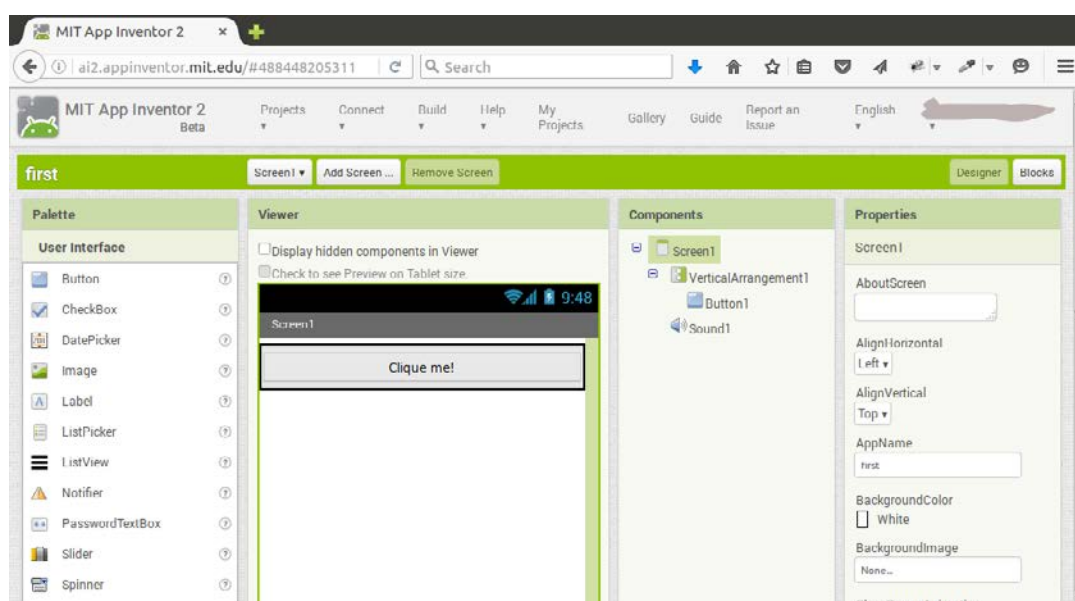 MIT App Inventor 2
ai2.appinventor.mit.edu/#488448205311
Search
MIT App Inventor 2
Beta
Projects
Connect
Build
Help
My Projects
Gallery
Guide
Report an Issue
English
first
Screen1
Add Screen ...
Remove Screen
Designer
Blocks
Palette
User Interface
Button
CheckBox
DatePicker
Image
Label
ListPicker
ListView
Notifier
PasswordTextBox
Slider
Spinner
Viewer
Display hidden components in Viewer
Check to see Preview on Tablet size.
9:48
Screen1
Clique me!
Components
Screen1
VerticalArrangement1
Button1
Sound1
Properties
Screen1
AboutScreen
AlignHorizontal
Left
AlignVertical
Top
AppName
first
BackgroundColor
White
BackgroundImage
None...